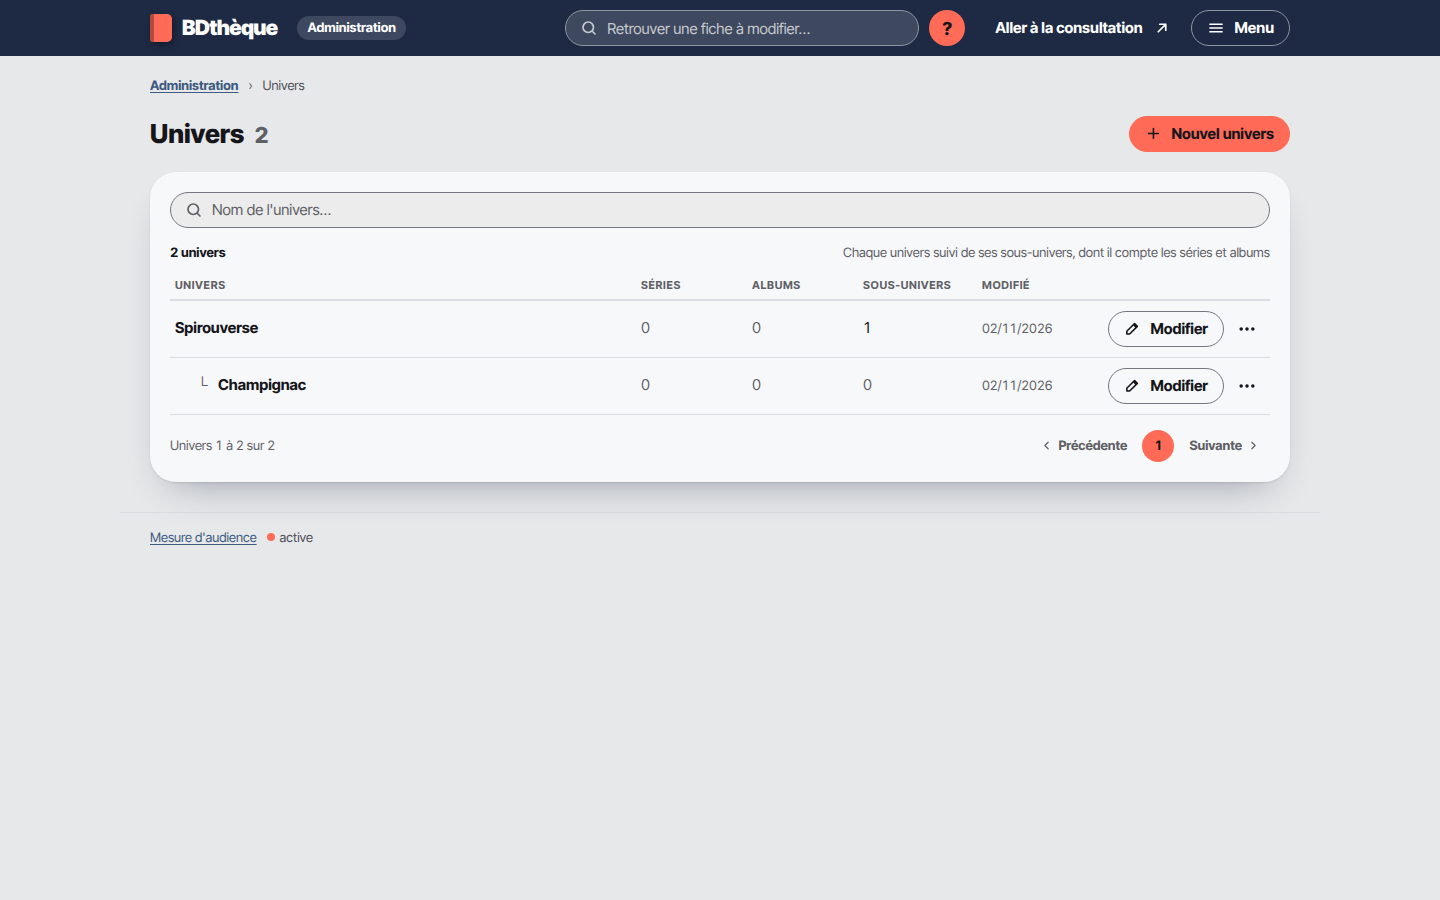 BDthèque Administration Retrouver une fiche à modifier... ? Aller à la consultation Menu
Administration › Univers
Univers 2 Nouvel univers
Nom de l'univers...
2 univers Chaque univers suivi de ses sous-univers, dont il compte les séries et albums
UNIVERS SÉRIES ALBUMS SOUS-UNIVERS MODIFIÉ
Spirouverse 0 0 1 02/11/2026 Modifier
Champignac 0 0 0 02/11/2026 Modifier
Univers 1 à 2 sur 2 Précédente 1 Suivante
Mesure d'audience active